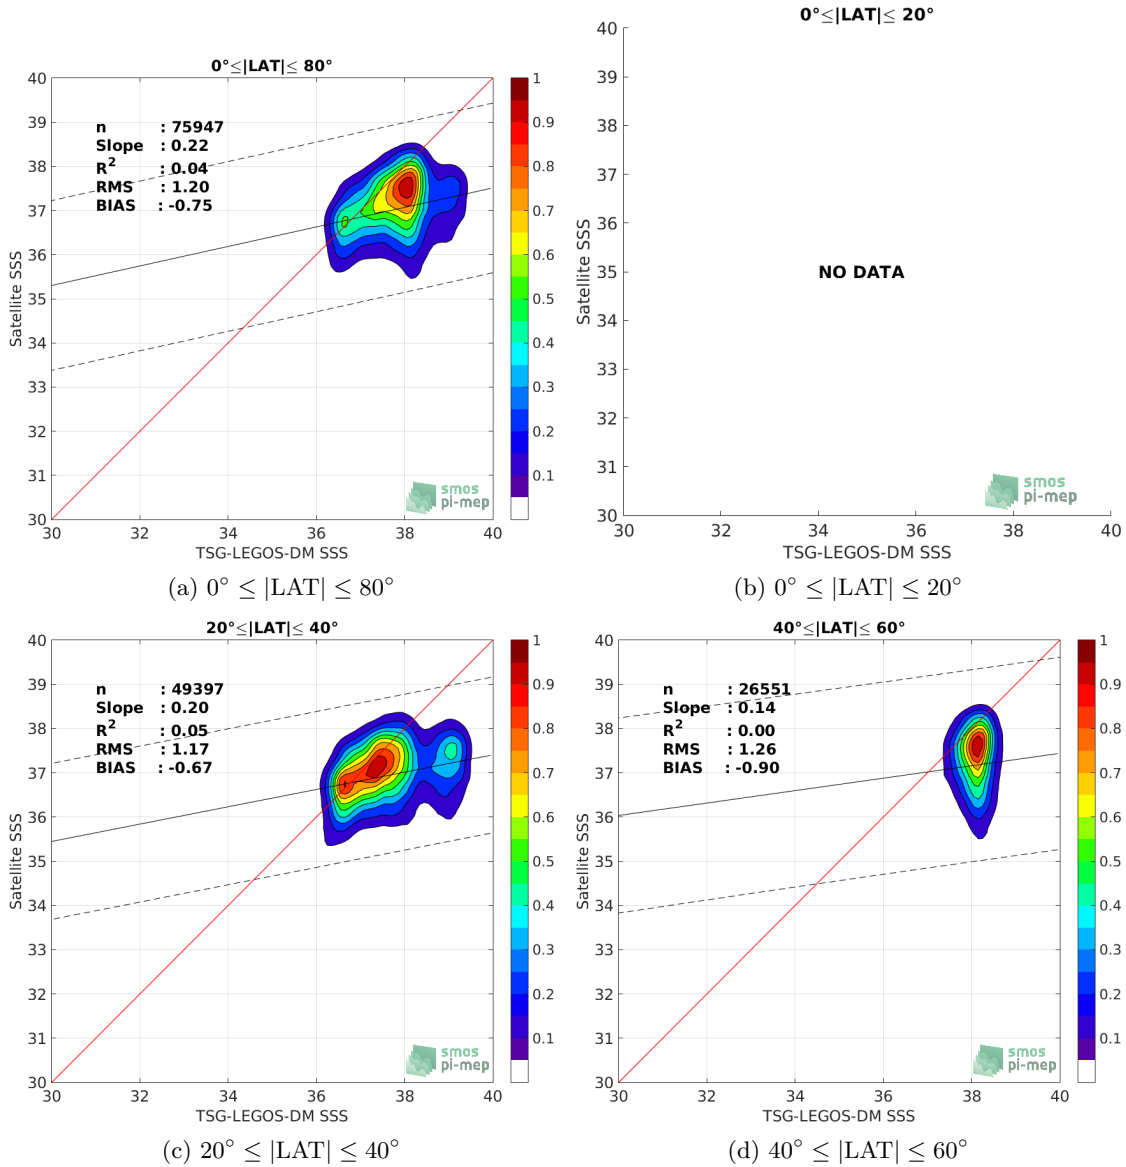 0°≤|LAT|≤ 80°
40
39
38
37
36
35
34
33
32
31
30
Satellite SSS
n : 75947
Slope : 0.22
R2 : 0.04
RMS : 1.20
BIAS : -0.75
1
0.9
0.8
0.7
0.6
0.5
0.4
0.3
0.2
0.1
smos
pi-mep
30 32 34 36 38 40
TSG-LEGOS-DM SSS
(a) 0° ≤ |LAT| ≤ 80°
0°≤|LAT|≤ 20°
40
39
38
37
36
35
34
33
32
31
30
Satellite SSS
NO DATA
smos
pi-mep
30 32 34 36 38 40
TSG-LEGOS-DM SSS
(b) 0° ≤ |LAT| ≤ 20°
20°≤|LAT|≤ 40°
40
39
38
37
36
35
34
33
32
31
30
Satellite SSS
n : 49397
Slope : 0.20
R2 : 0.05
RMS : 1.17
BIAS : -0.67
1
0.9
0.8
0.7
0.6
0.5
0.4
0.3
0.2
0.1
smos
pi-mep
30 32 34 36 38 40
TSG-LEGOS-DM SSS
(c) 20° ≤ |LAT| ≤ 40°
40°≤|LAT|≤ 60°
40
39
38
37
36
35
34
33
32
31
30
Satellite SSS
n : 26551
Slope : 0.14
R2 : 0.00
RMS : 1.26
BIAS : -0.90
1
0.9
0.8
0.7
0.6
0.5
0.4
0.3
0.2
0.1
smos
pi-mep
30 32 34 36 38 40
TSG-LEGOS-DM SSS
(d) 40° ≤ |LAT| ≤ 60°